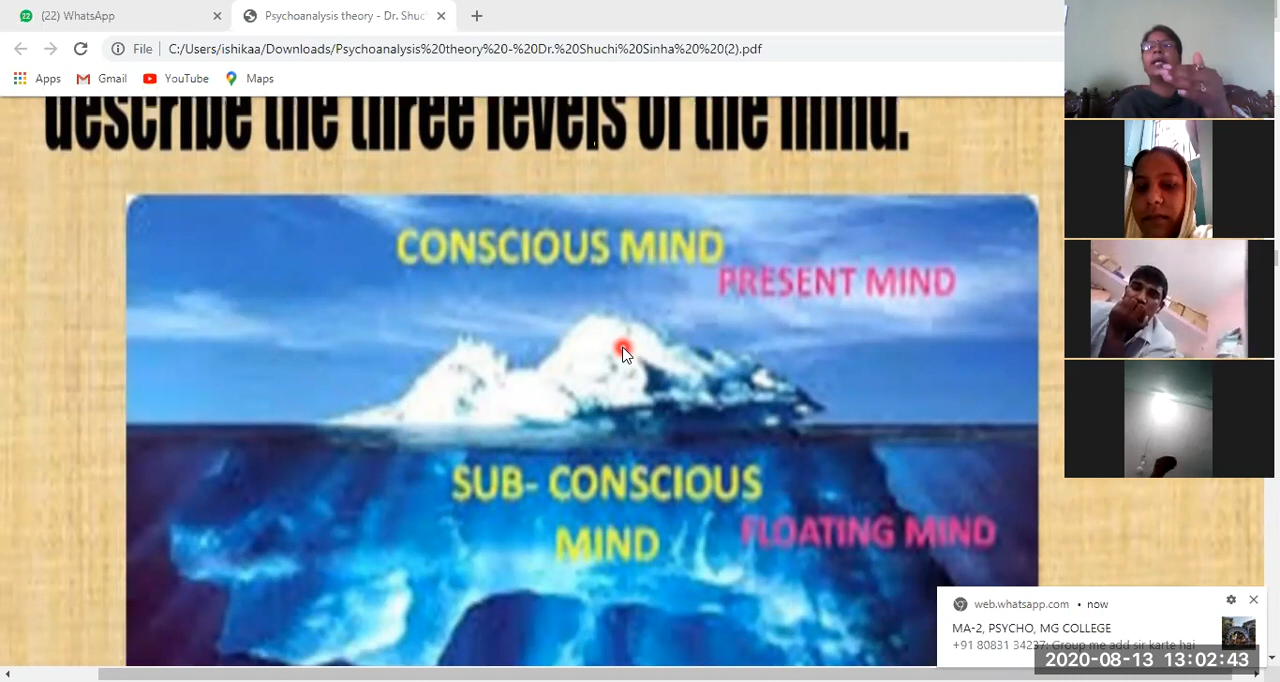 (22) WhatsApp
Psychoanalysis theory - Dr. Shuc
File
C:/Users/ishikaa/Downloads/Psychoanalysis%20theory%20-%20Dr.%20Shuchi%20Sinha%20%20(2).pdf
Apps
Gmail
YouTube
Maps
describe the three levels of the mind.
CONSCIOUS MIND
PRESENT MIND
SUB- CONSCIOUS
MIND
FLOATING MIND
web.whatsapp.com • now
MA-2, PSYCHO, MG COLLEGE
+91 80831 34237: Group me add sir karte hai
2020-08-13 13:02:43